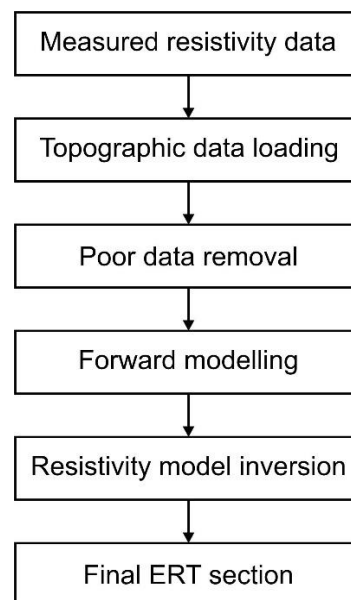 Measured resistivity data
Topographic data loading
Poor data removal
Forward modelling
Resistivity model inversion
Final ERT section